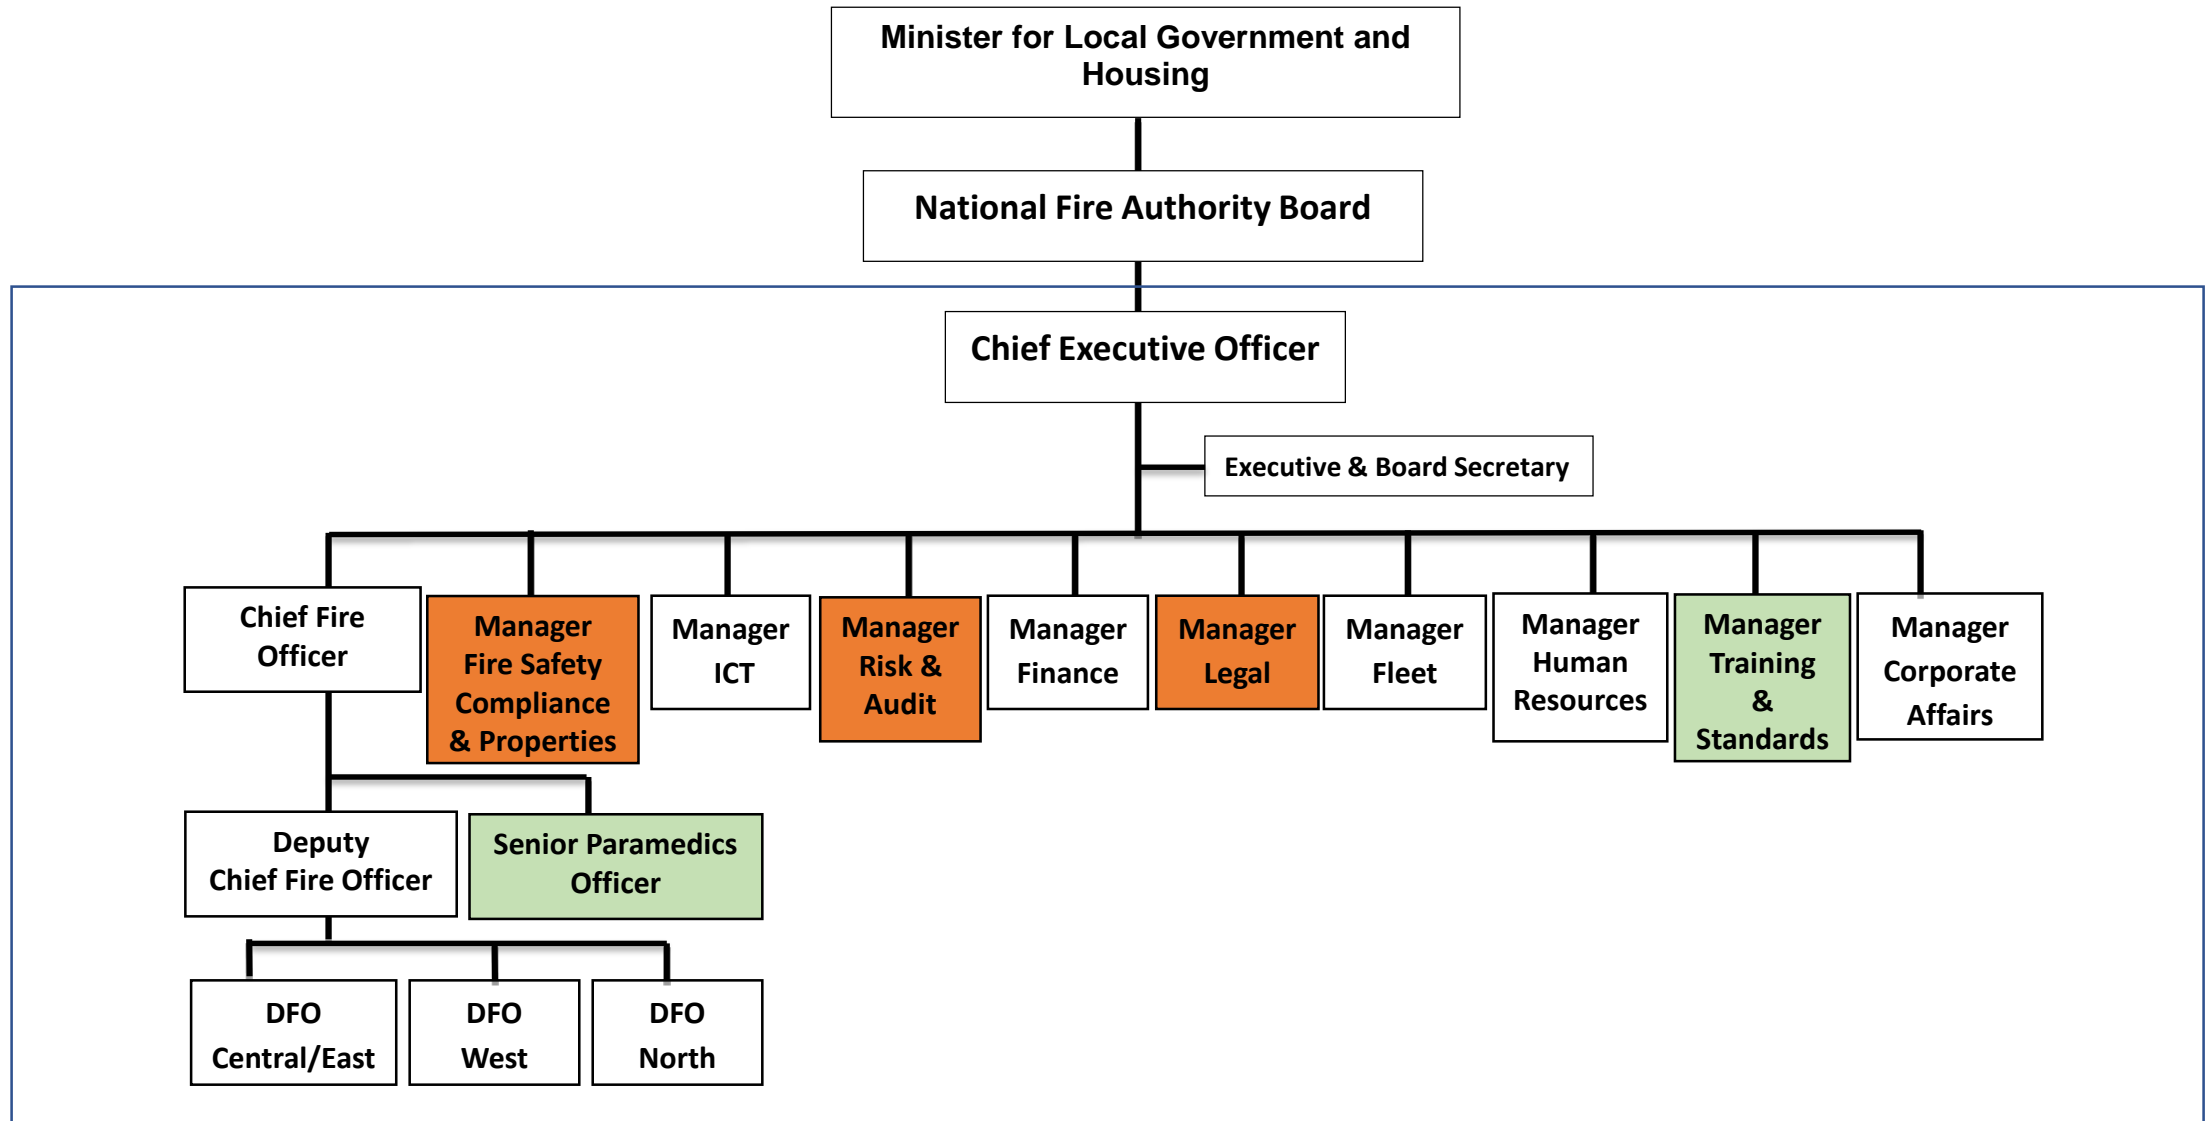 Minister for Local Government and
Housing
National Fire Authority Board
Chief Executive Officer
Executive & Board Secretary
Chief Fire
Officer
Manager
Fire Safety
Compliance
& Properties
Manager
ICT
Manager
Risk &
Audit
Manager
Finance
Manager
Legal
Manager
Fleet
Manager
Human
Resources
Manager
Training
&
Standards
Manager
Corporate
Affairs
Deputy
Chief Fire Officer
Senior Paramedics
Officer
DFO
Central/East
DFO
West
DFO
North